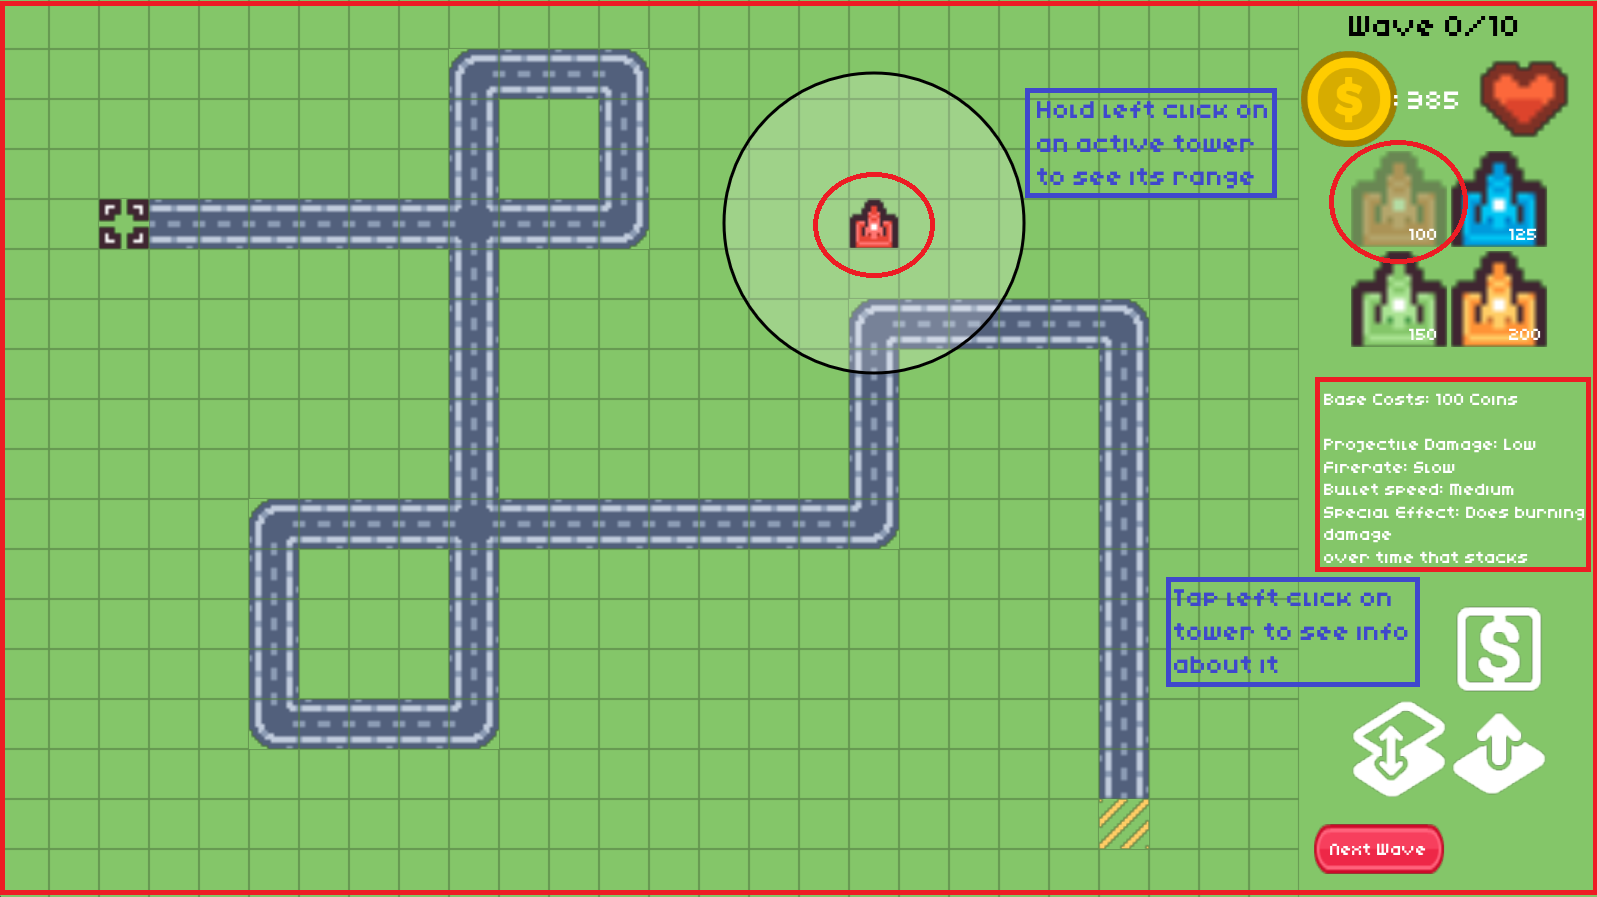 Wave 0/10
$
: 385
Hold left click on
an active tower
to see its range
100
125
150
200
Base Costs: 100 Coins
Projectile Damage: Low
Firerate: Slow
Bullet speed: Medium
Special Effect: Does burning
damage
over time that stacks
Tap left click on
tower to see info
about it
$
Next Wave